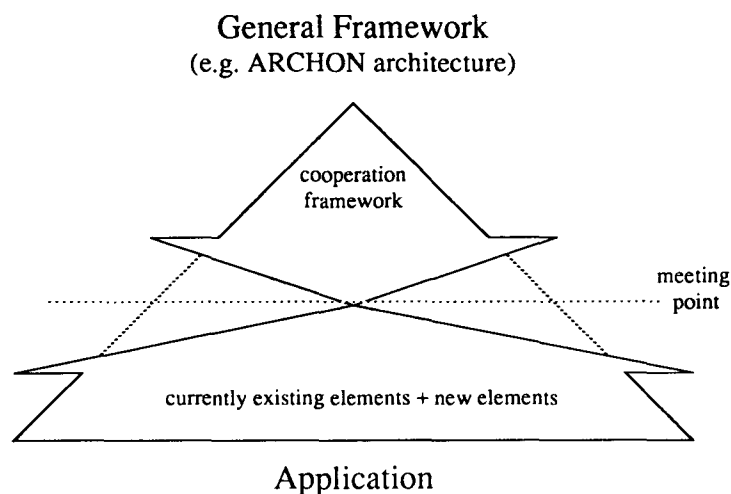 General Framework
(e.g. ARCHON architecture)
cooperation
framework
meeting
point
currently existing elements + new elements
Application